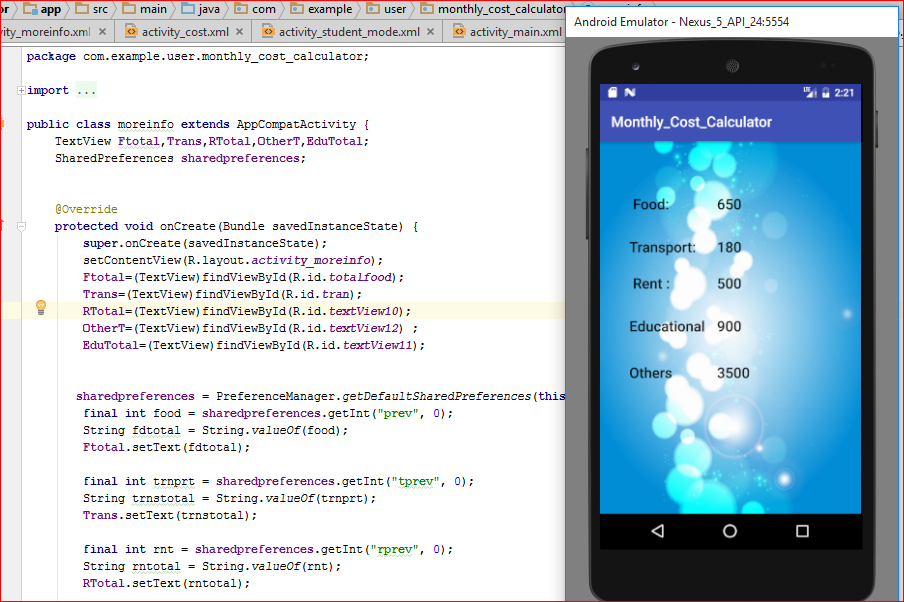 or app src main java com example user monthly_cost_calculator
ity_moreinfo.xml × activity_cost.xml × activity_student_mode.xml × activity_main.xml
package com.example.user.monthly_cost_calculator;
import ...
public class moreinfo extends AppCompatActivity {
TextView Ftotal,Trans,RTotal,OtherT,EduTotal;
SharedPreferences sharedpreferences;
@Override
protected void onCreate(Bundle savedInstanceState) {
super.onCreate(savedInstanceState);
setContentView(R.layout.activity_moreinfo);
Ftotal=(TextView)findViewById(R.id.totalfood);
Trans=(TextView)findViewById(R.id.tran);
RTotal=(TextView)findViewById(R.id.textView10);
OtherT=(TextView)findViewById(R.id.textView12) ;
EduTotal=(TextView)findViewById(R.id.textView11);
sharedpreferences = PreferenceManager.getDefaultSharedPreferences(this
final int food = sharedpreferences.getInt("prev", 0);
String fdtotal = String.valueOf(food);
Ftotal.setText(fdtotal);
final int trnprt = sharedpreferences.getInt("tprev", 0);
String trnstotal = String.valueOf(trnprt);
Trans.setText(trnstotal);
final int rnt = sharedpreferences.getInt("rprev", 0);
String rntotal = String.valueOf(rnt);
RTotal.setText(rntotal);
Android Emulator - Nexus_5_API_24:5554
LTE 2:21
Monthly_Cost_Calculator
Food: 650
Transport: 180
Rent : 500
Educational 900
Others 3500